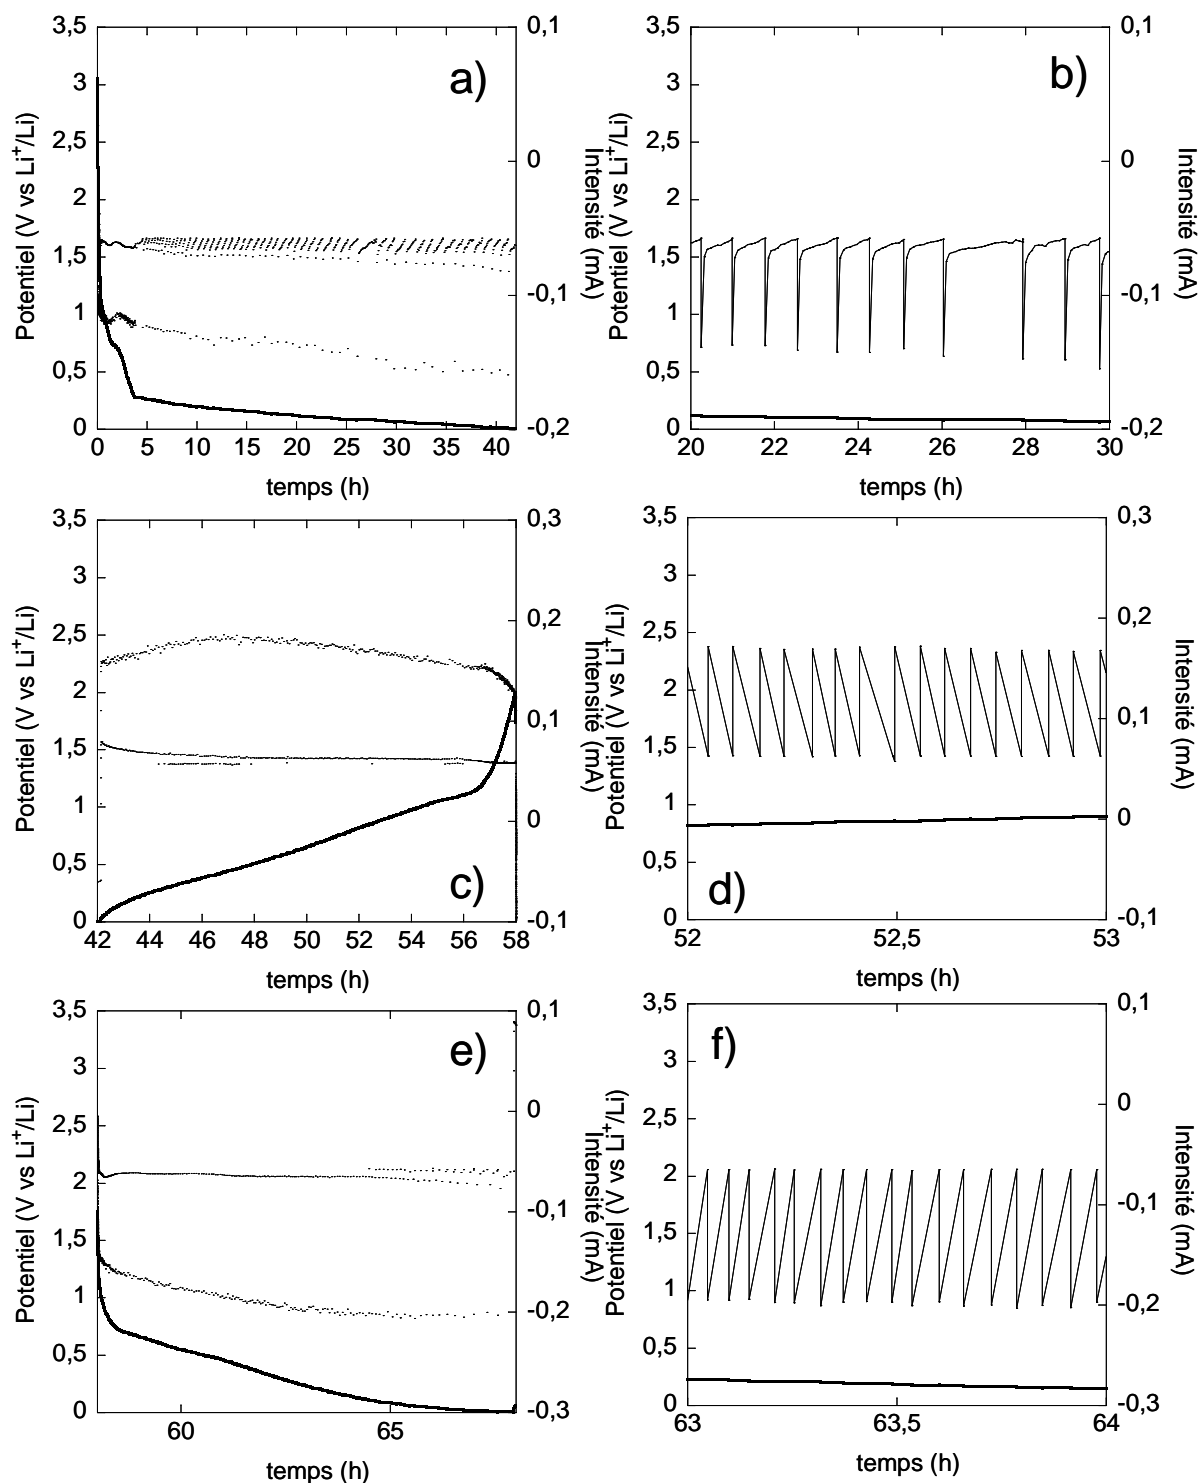 a)
3,5
3
2,5
2
1,5
1
0,5
0
Potentiel (V vs Li+/Li)
0,1
0
-0,1
-0,2
Intensité (mA)
0 5 10 15 20 25 30 35 40
temps (h)
b)
3,5
3
2,5
2
1,5
1
0,5
0
Potentiel (V vs Li+/Li)
0,1
0
-0,1
-0,2
Intensité (mA)
20 22 24 26 28 30
temps (h)
c)
3,5
3
2,5
2
1,5
1
0,5
0
Potentiel (V vs Li+/Li)
0,3
0,2
0,1
0
-0,1
Intensité (mA)
42 44 46 48 50 52 54 56 58
temps (h)
d)
3,5
3
2,5
2
1,5
1
0,5
0
Potentiel (V vs Li+/Li)
0,3
0,2
0,1
0
-0,1
Intensité (mA)
52 52,5 53
temps (h)
e)
3,5
3
2,5
2
1,5
1
0,5
0
Potentiel (V vs Li+/Li)
0,1
0
-0,1
-0,2
-0,3
Intensité (mA)
60 65
temps (h)
f)
3,5
3
2,5
2
1,5
1
0,5
0
Potentiel (V vs Li+/Li)
0,1
0
-0,1
-0,2
-0,3
Intensité (mA)
63 63,5 64
temps (h)